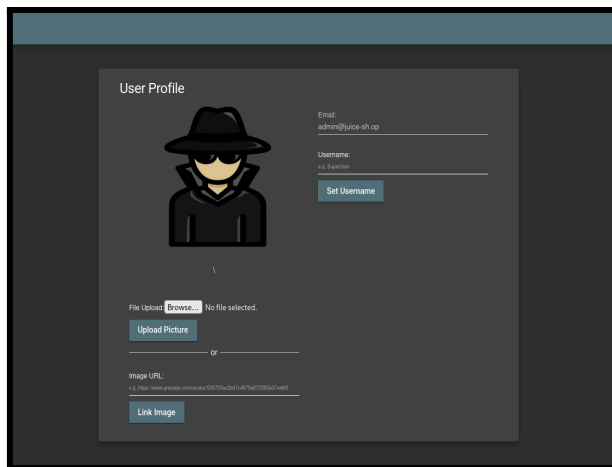 User Profile
Email:
admin@juice-sh.op
Username:
e.g. SuperUser
Set Username
\
File Upload: Browse... No file selected.
Upload Picture
or
Image URL:
Link Image